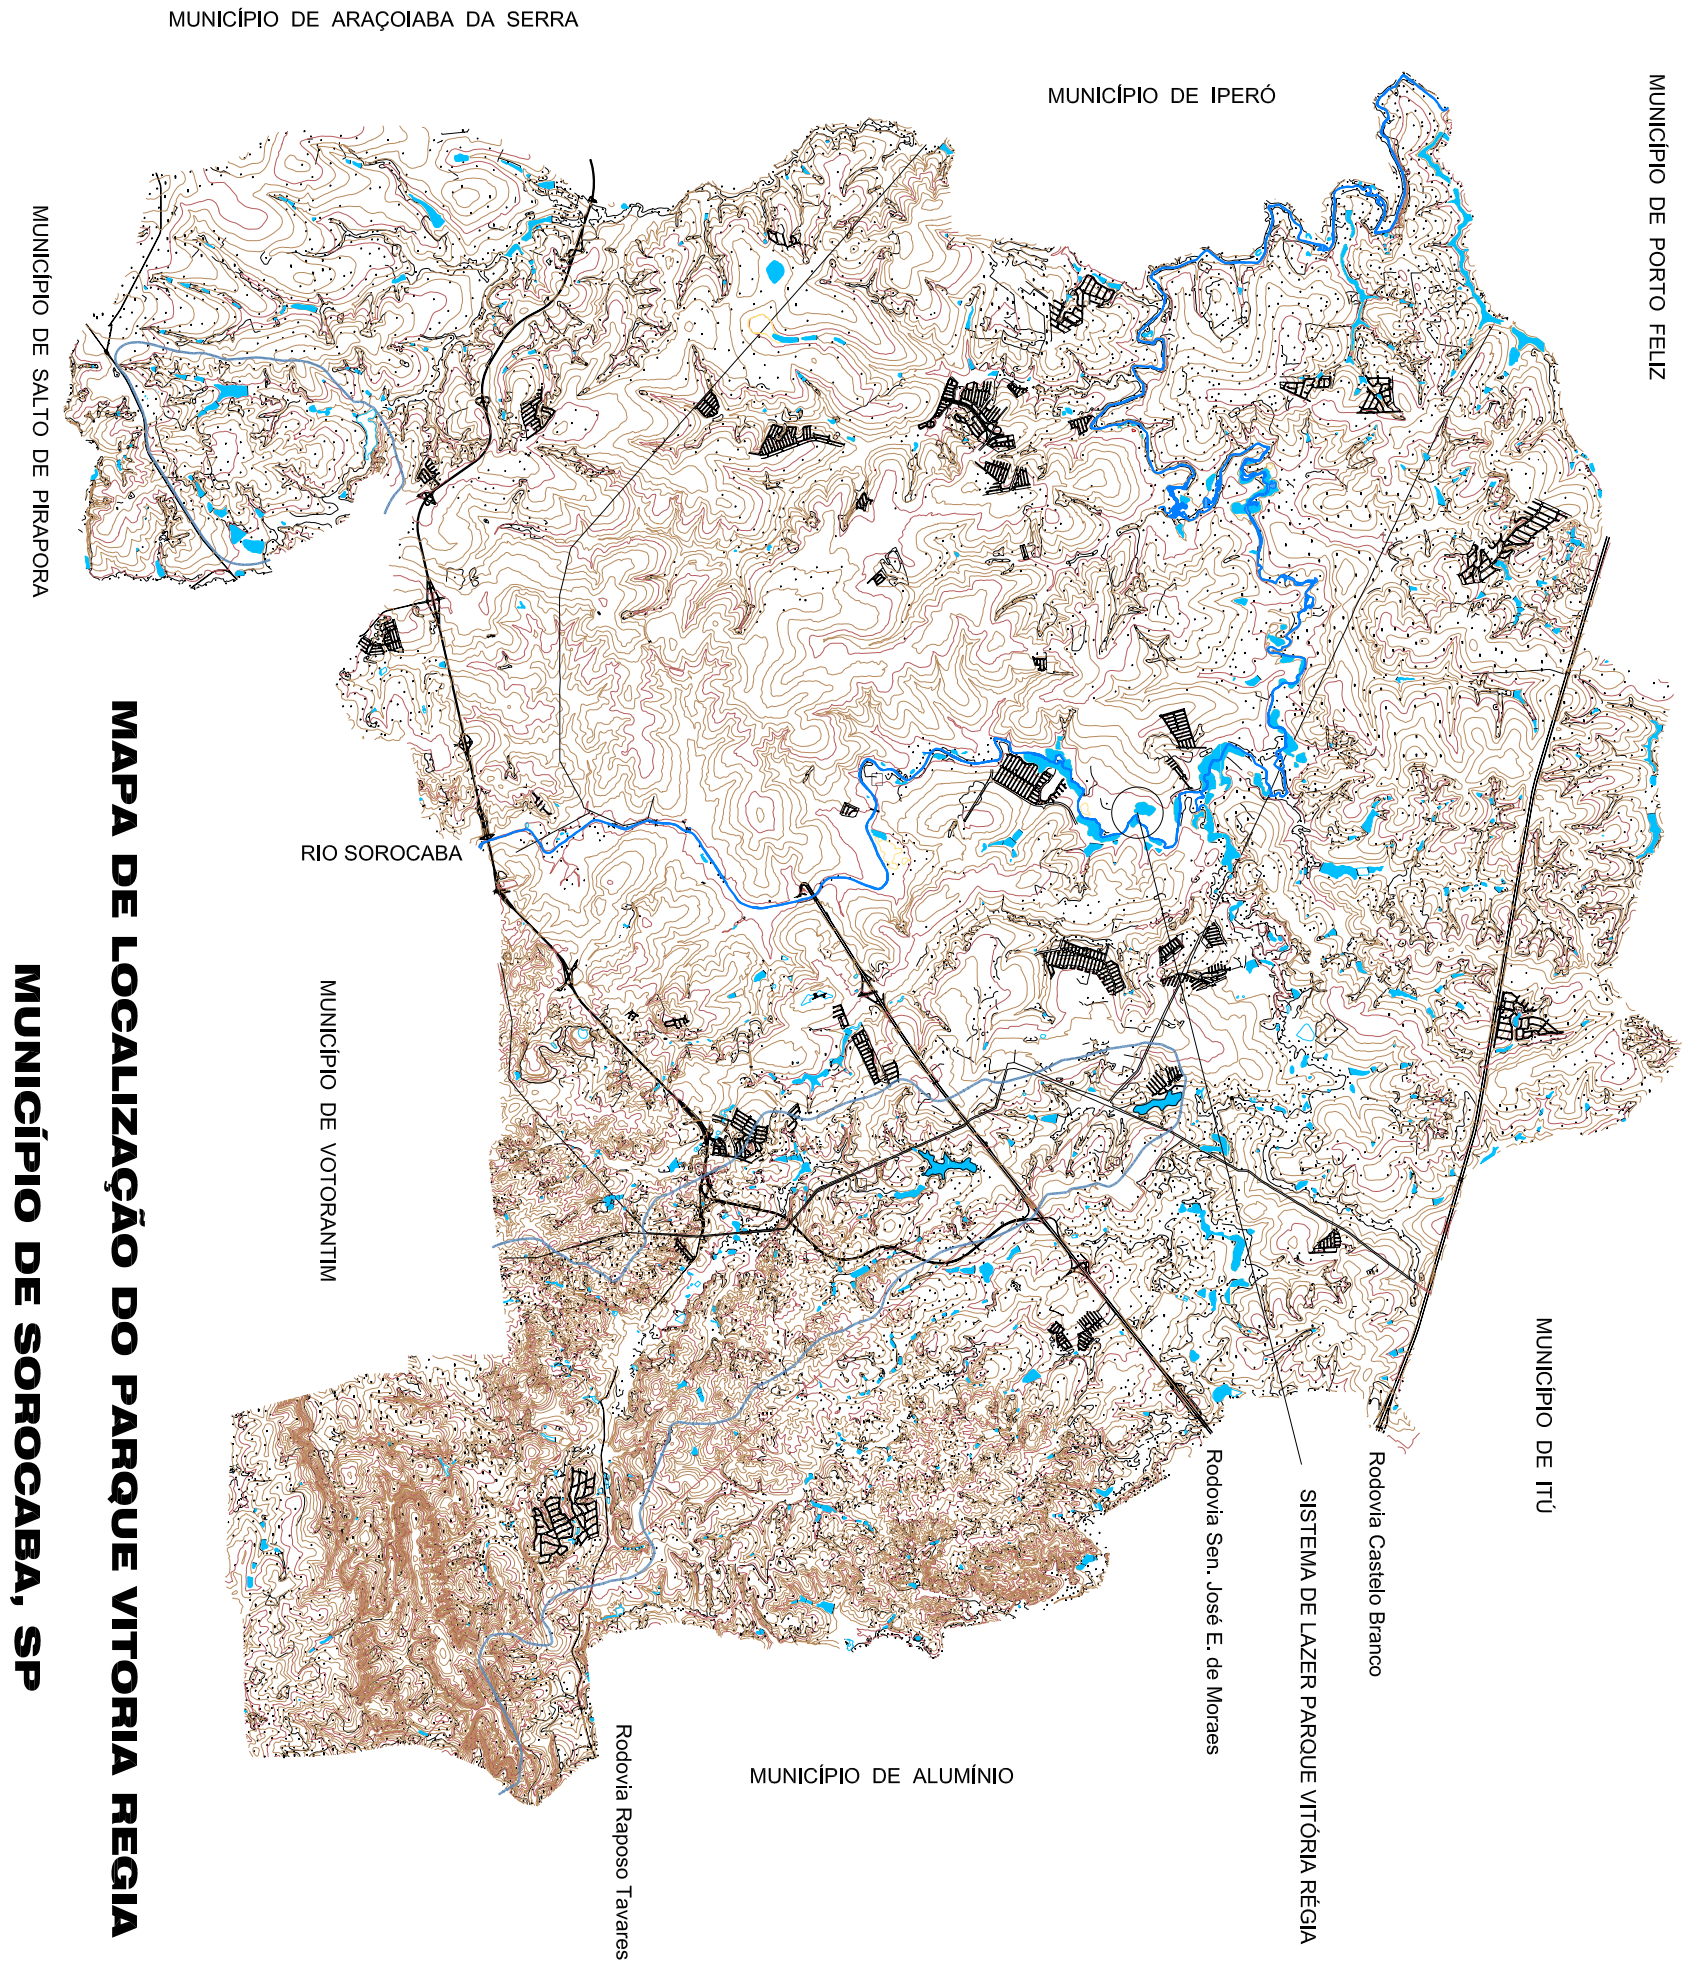 MUNICÍPIO DE ARAÇOIABA DA SERRA
MUNICÍPIO DE IPERÓ
MUNICÍPIO DE PORTO FELIZ
MUNICÍPIO DE SALTO DE PIRAPORA
RIO SOROCABA
MUNICÍPIO DE VOTORANTIM
MUNICÍPIO DE ITÚ
Rodovia Castelo Branco
SISTEMA DE LAZER PARQUE VITÓRIA RÉGIA
Rodovia Sen. José E. de Moraes
MUNICÍPIO DE ALUMÍNIO
Rodovia Raposo Tavares
MAPA DE LOCALIZAÇÃO DO PARQUE VITORIA REGIA
MUNICÍPIO DE SOROCABA, SP